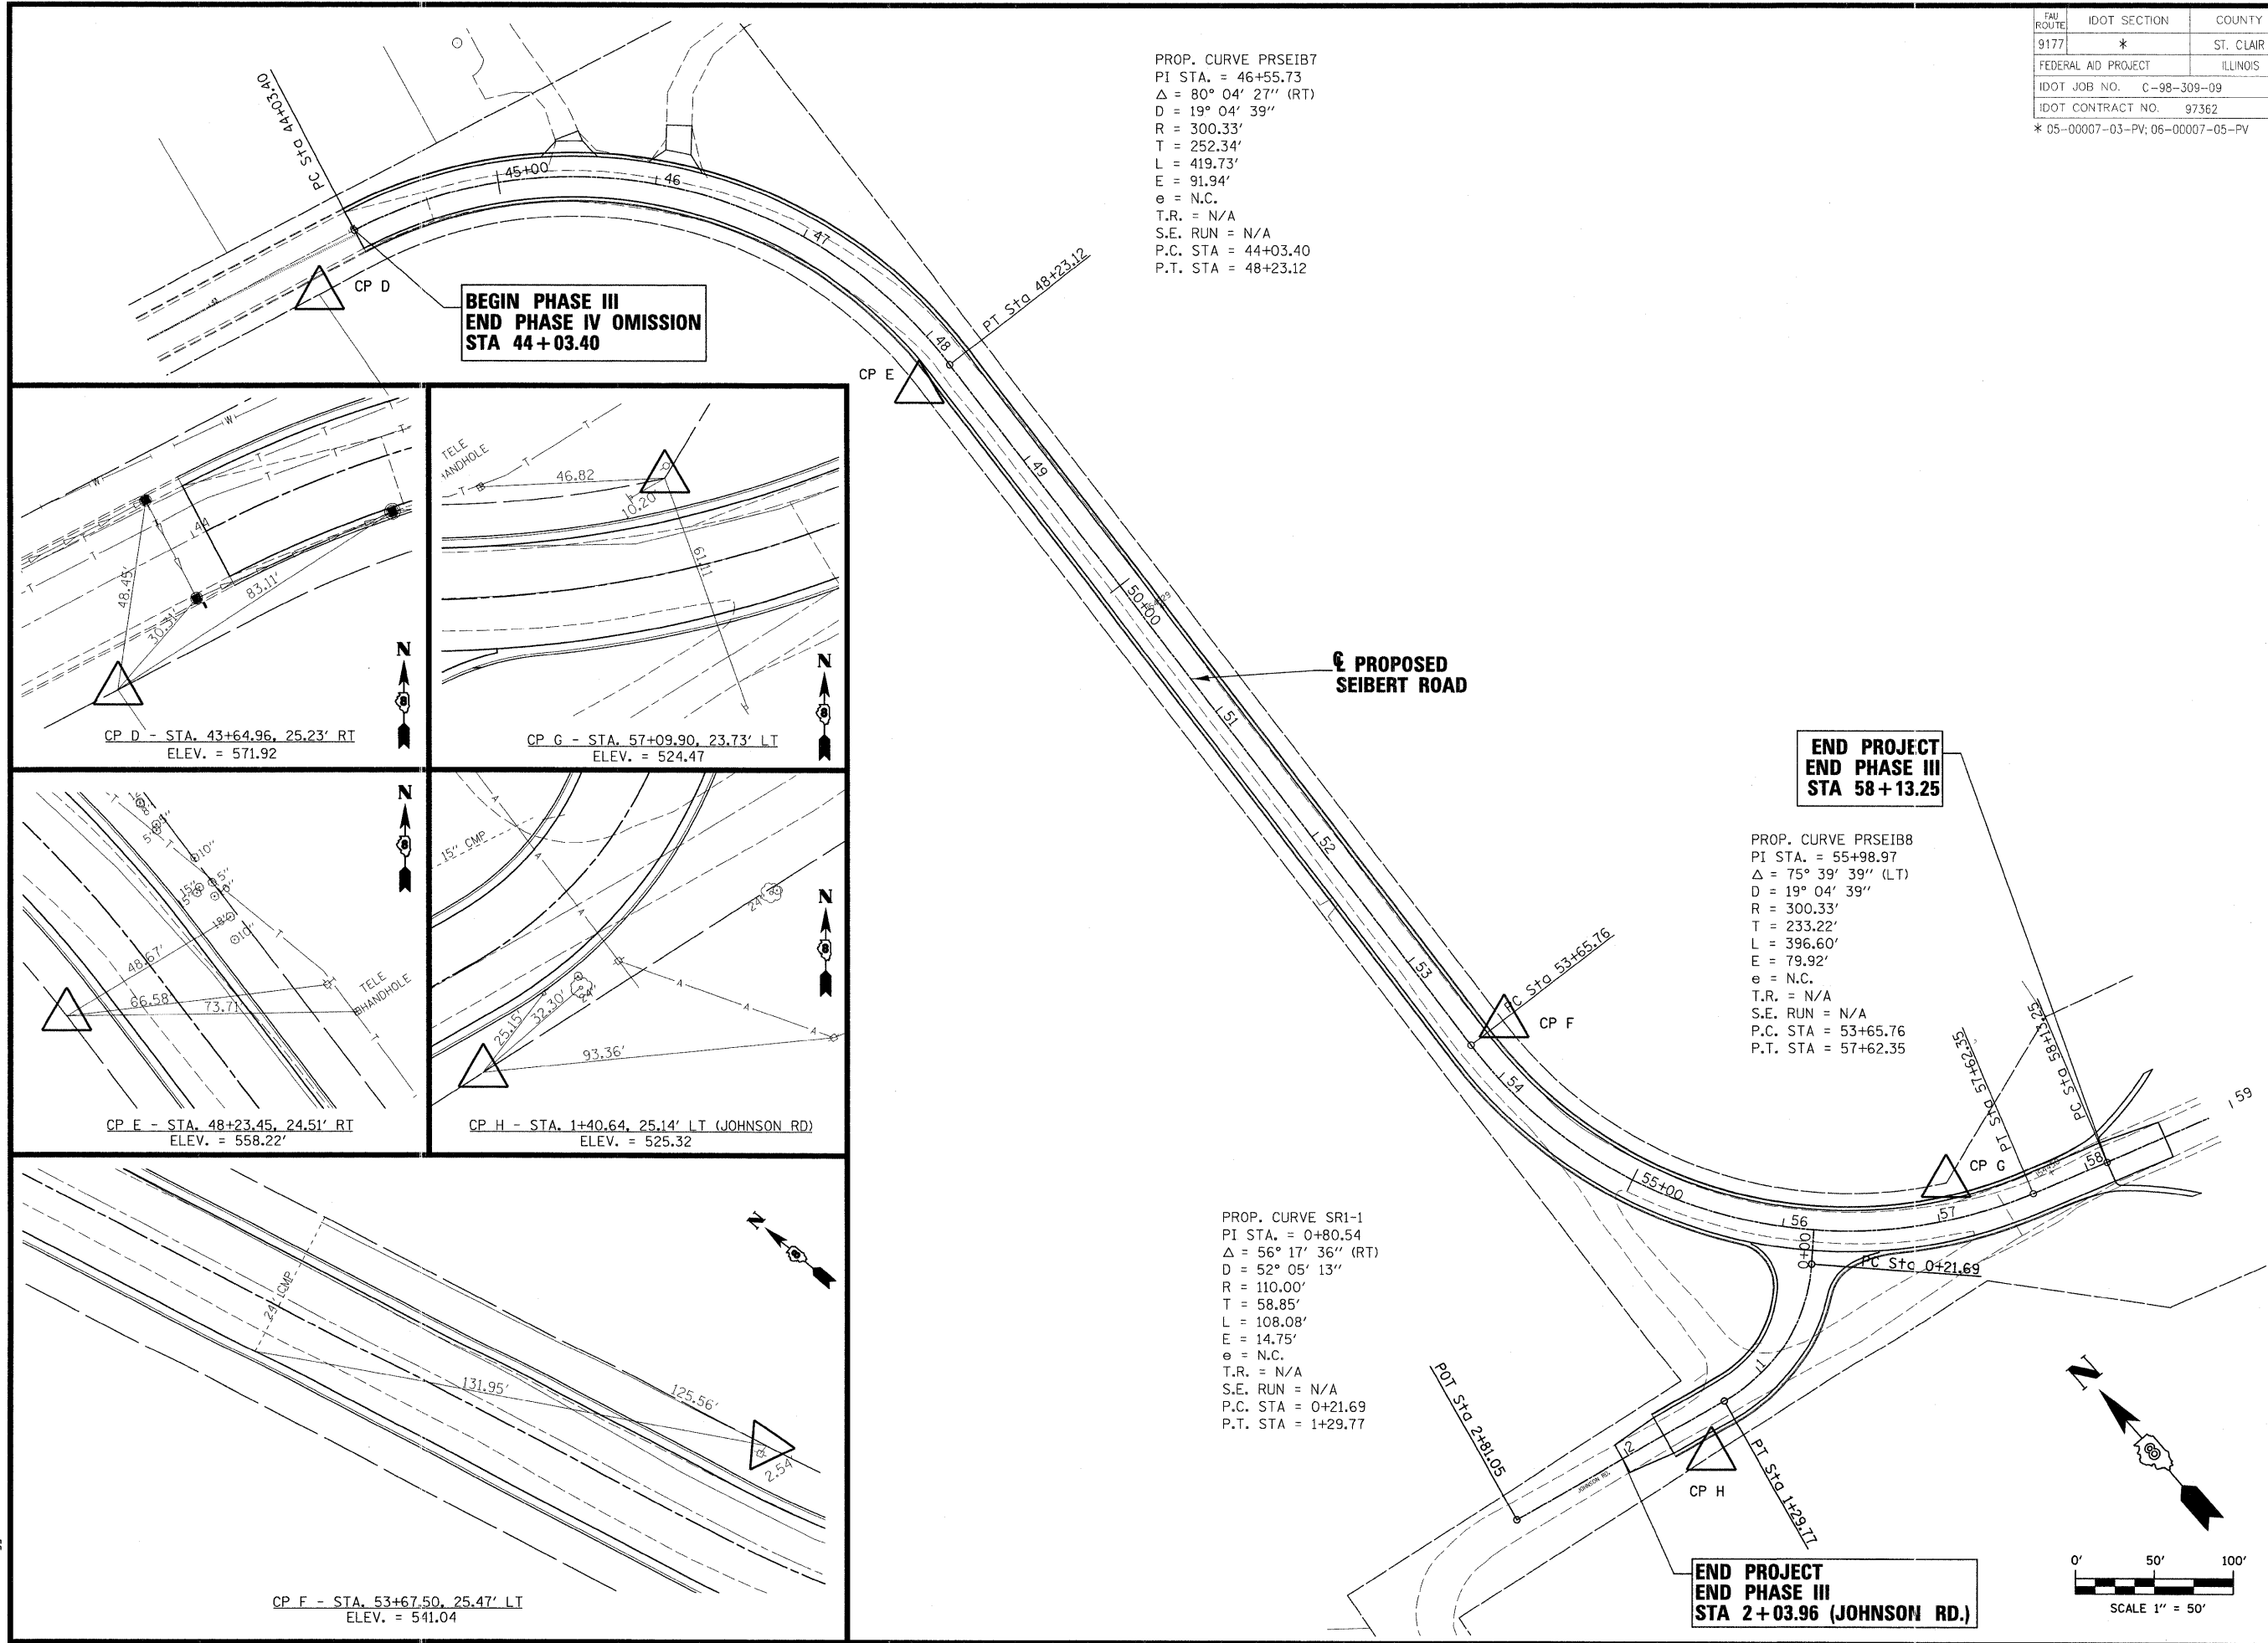 FAU ROUTE IDOT SECTION COUNTY
9177 * ST. CLAIR
FEDERAL AID PROJECT ILLINOIS
IDOT JOB NO. C-98-309-09
IDOT CONTRACT NO. 97362
* 05-00007-03-PV; 06-00007-05-PV
PROP. CURVE PRSEIB7
PI STA. = 46+55.73
Δ = 80° 04' 27" (RT)
D = 19° 04' 39"
R = 300.33'
T = 252.34'
L = 419.73'
E = 91.94'
e = N.C.
T.R. = N/A
S.E. RUN = N/A
P.C. STA = 44+03.40
P.T. STA = 48+23.12
PC Sta 44+03.40
45+00
46
47
48
PT Sta 48+23.12
CP D
BEGIN PHASE III
END PHASE IV OMISSION
STA 44+03.40
CP E
49
50+00
51
52
53
54
55+00
56
57
58
59
℄ PROPOSED
SEIBERT ROAD
END PROJECT
END PHASE III
STA 58+13.25
PROP. CURVE PRSEIB8
PI STA. = 55+98.97
Δ = 75° 39' 39" (LT)
D = 19° 04' 39"
R = 300.33'
T = 233.22'
L = 396.60'
E = 79.92'
e = N.C.
T.R. = N/A
S.E. RUN = N/A
P.C. STA = 53+65.76
P.T. STA = 57+62.35
PC Sta 53+65.76
CP F
PT Sta 57+62.35
PC Sta 58+13.25
CP G
0+00
PC Sta 0+21.69
PROP. CURVE SR1-1
PI STA. = 0+80.54
Δ = 56° 17' 36" (RT)
D = 52° 05' 13"
R = 110.00'
T = 58.85'
L = 108.08'
E = 14.75'
e = N.C.
T.R. = N/A
S.E. RUN = N/A
P.C. STA = 0+21.69
P.T. STA = 1+29.77
1
2
POT Sta 2+81.05
JOHNSON RD.
PT Sta 1+29.77
CP H
END PROJECT
END PHASE III
STA 2+03.96 (JOHNSON RD.)
N
8
0' 50' 100'
SCALE 1" = 50'
W
W
T
T
T
T
44
48.45'
30.31'
83.11'
N
8
CP D - STA. 43+64.96, 25.23' RT
ELEV. = 571.92
TELE
HANDHOLE
T
T
T
46.82
10.20'
61.11
N
8
CP G - STA. 57+09.90, 23.73' LT
ELEV. = 524.47
10"
18"
10"
T
T
T
48.67'
66.58'
73.71'
TELE
HANDHOLE
N
8
CP E - STA. 48+23.45, 24.51' RT
ELEV. = 558.22'
15" CMP
A
A
A
A
A
A
24"
24"
25.15'
32.30'
93.36'
N
8
CP H - STA. 1+40.64, 25.14' LT (JOHNSON RD)
ELEV. = 525.32
24" CMP
131.95'
125.56'
2.54'
N
8
CP F - STA. 53+67.50, 25.47' LT
ELEV. = 541.04